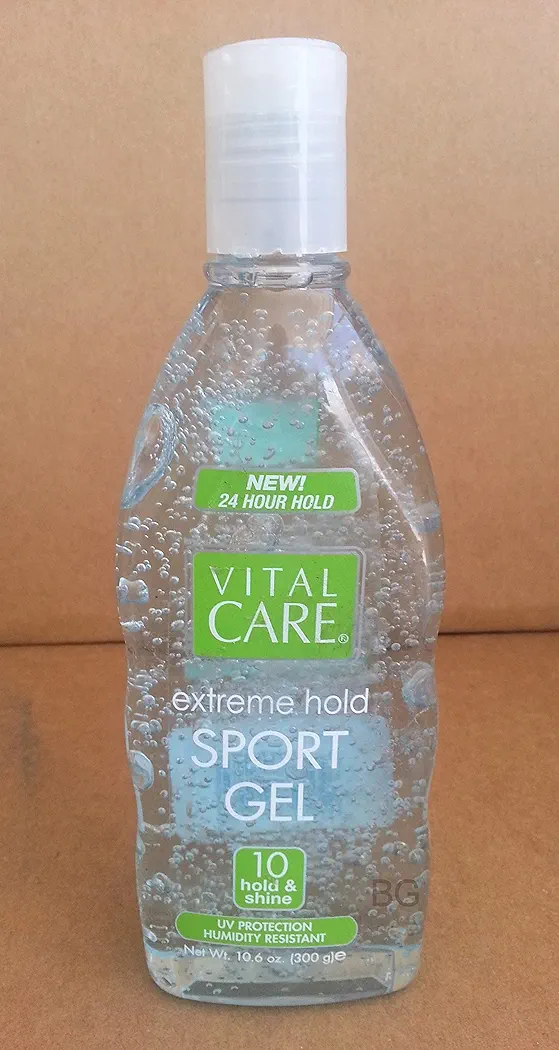 NEW!
24 HOUR HOLD
VITAL
CARE®
extreme hold
SPORT
GEL
10
hold &
shine
BG
UV PROTECTION
HUMIDITY RESISTANT
Net Wt. 10.6 oz. (300 g)e